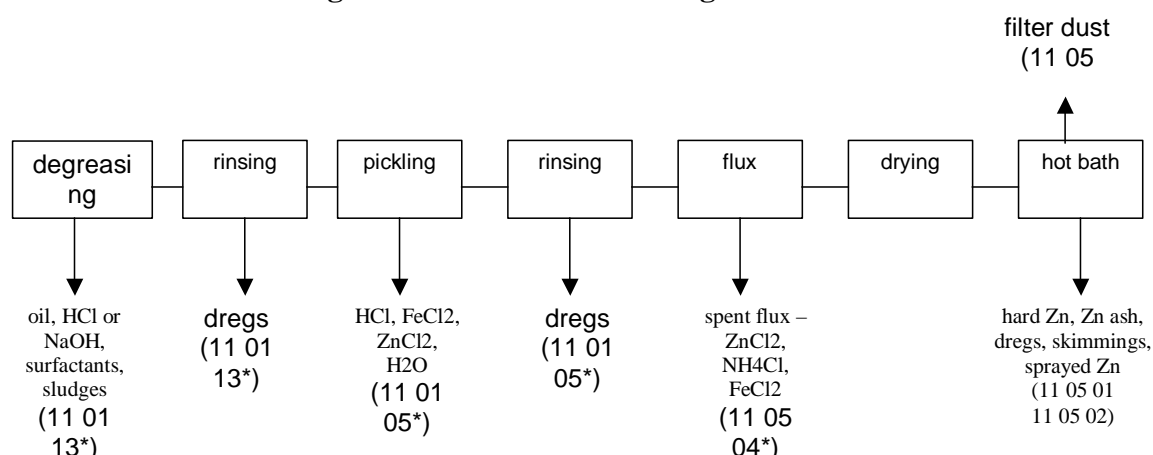 filter dust
(11 05
degreasi
ng
rinsing
pickling
rinsing
flux
drying
hot bath
oil, HCl or
NaOH,
surfactants,
sludges
(11 01
13*)
dregs
(11 01
13*)
HCl, FeCl2,
ZnCl2,
H2O
(11 01
05*)
dregs
(11 01
05*)
spent flux –
ZnCl2,
NH4Cl,
FeCl2
(11 05
04*)
hard Zn, Zn ash,
dregs, skimmings,
sprayed Zn
(11 05 01
11 05 02)